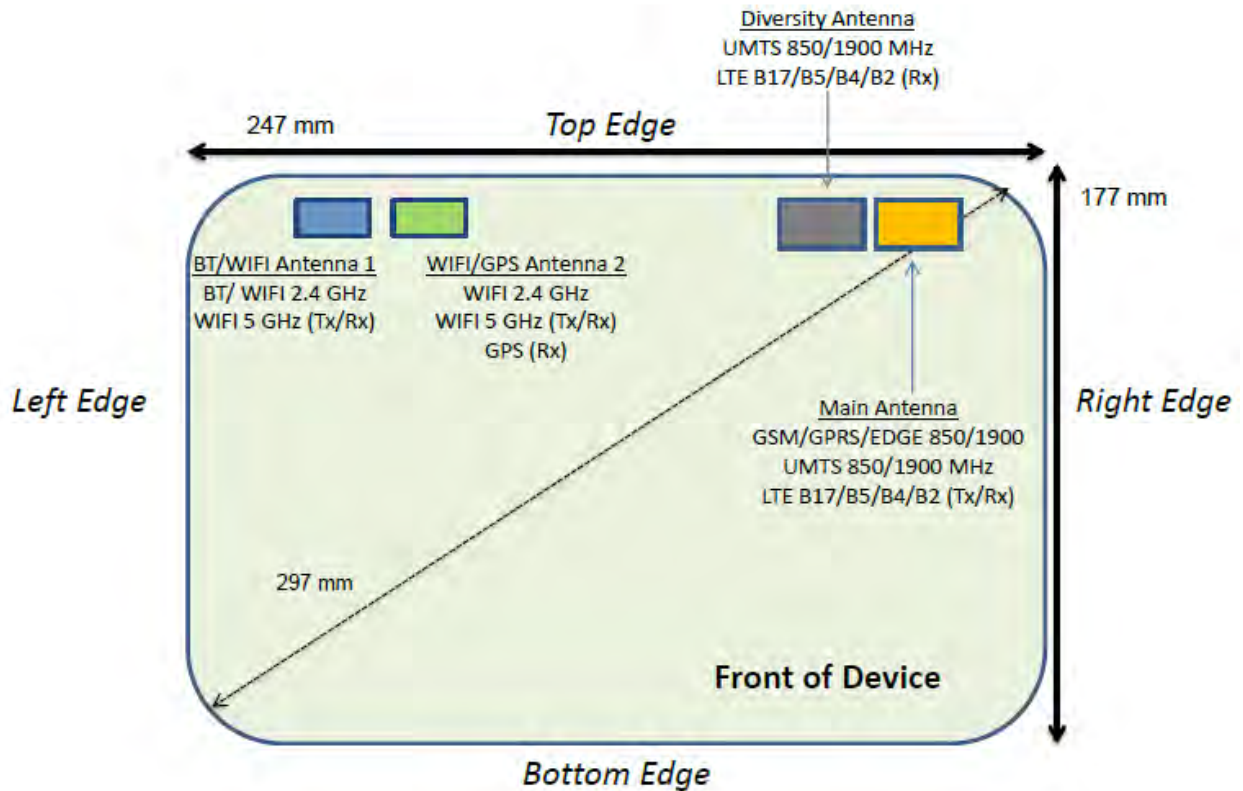 Diversity Antenna
UMTS 850/1900 MHz
LTE B17/B5/B4/B2 (Rx)
247 mm
Top Edge
177 mm
BT/WIFI Antenna 1
BT/ WIFI 2.4 GHz
WIFI 5 GHz (Tx/Rx)
WIFI/GPS Antenna 2
WIFI 2.4 GHz
WIFI 5 GHz (Tx/Rx)
GPS (Rx)
Left Edge
Main Antenna
GSM/GPRS/EDGE 850/1900
UMTS 850/1900 MHz
LTE B17/B5/B4/B2 (Tx/Rx)
Right Edge
297 mm
Front of Device
Bottom Edge